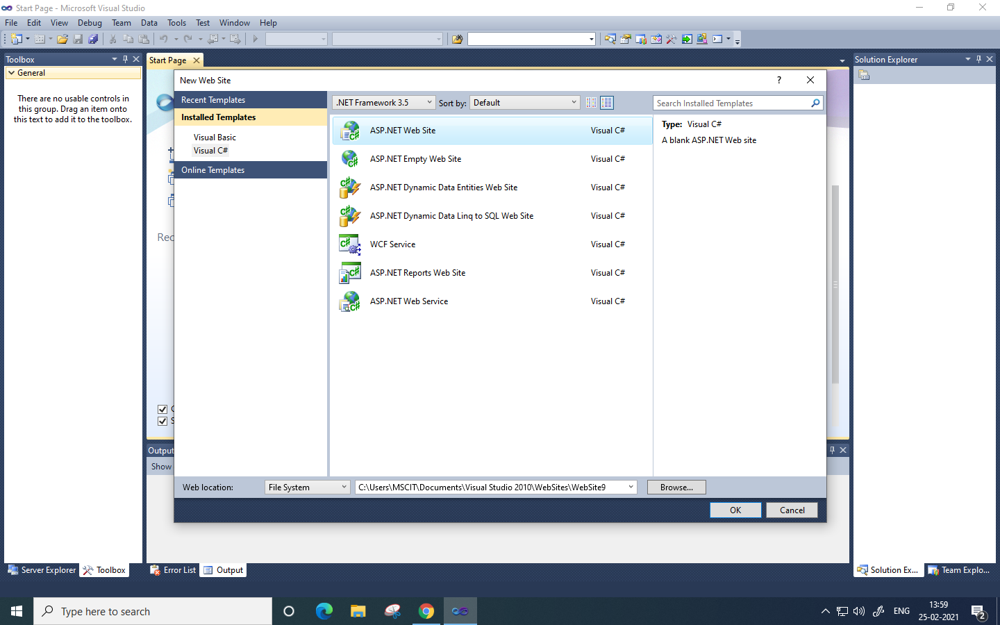 Start Page - Microsoft Visual Studio
File Edit View Debug Team Data Tools Test Window Help
Toolbox
General
There are no usable controls in
this group. Drag an item onto
this text to add it to the toolbox.
Start Page
Solution Explorer
New Web Site
?
Recent Templates
Installed Templates
Visual Basic
Visual C#
Online Templates
.NET Framework 3.5
Sort by: Default
Search Installed Templates
ASP.NET Web Site Visual C#
ASP.NET Empty Web Site Visual C#
ASP.NET Dynamic Data Entities Web Site Visual C#
ASP.NET Dynamic Data Linq to SQL Web Site Visual C#
WCF Service Visual C#
ASP.NET Reports Web Site Visual C#
ASP.NET Web Service Visual C#
Type: Visual C#
A blank ASP.NET Web site
Rec
Output
Show
Web location: File System C:\Users\MSCIT\Documents\Visual Studio 2010\WebSites\WebSite9 Browse...
OK Cancel
Server Explorer Toolbox Error List Output Solution Ex... Team Explo...
Type here to search
ENG
13:59
25-02-2021
2